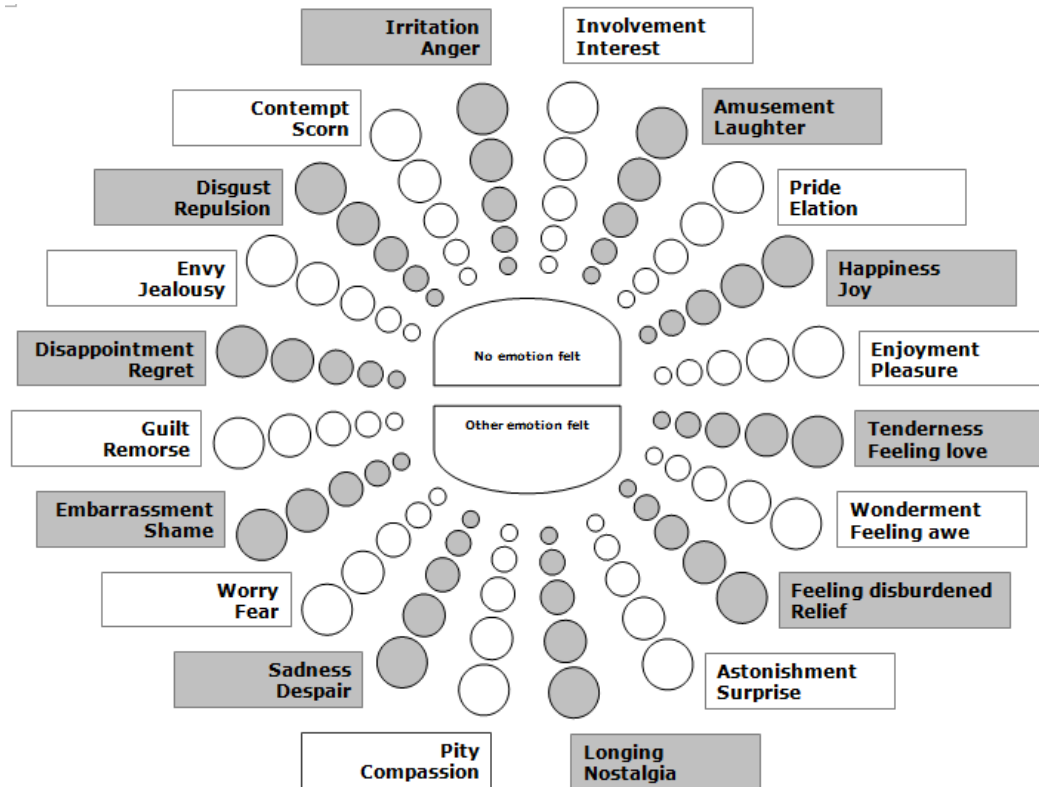 Irritation
Anger
Involvement
Interest
Contempt
Scorn
Amusement
Laughter
Disgust
Repulsion
Pride
Elation
Envy
Jealousy
Happiness
Joy
Disappointment
Regret
No emotion felt
Enjoyment
Pleasure
Guilt
Remorse
Other emotion felt
Tenderness
Feeling love
Embarrassment
Shame
Wonderment
Feeling awe
Worry
Fear
Feeling disburdened
Relief
Sadness
Despair
Astonishment
Surprise
Pity
Compassion
Longing
Nostalgia